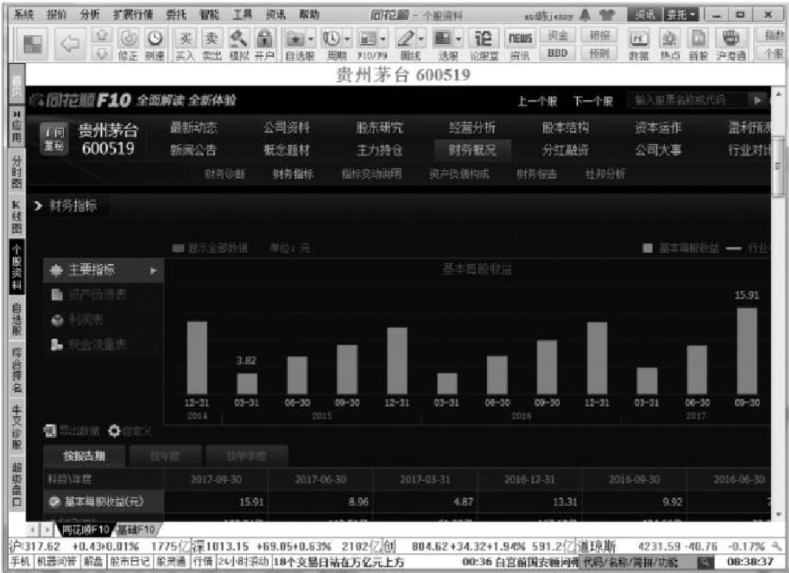 系统 报价 分析 扩展行情 委托 智能 工具 资讯 帮助 同花顺 - 个股资料 资讯 委托
修正 测速 买入 卖出 模拟 开户 自选股 周期 F10/F9 画线 选股 论股堂 资讯 资金 BBD 研报 预测 数据 热点 新股 沪港通 个股
贵州茅台 600519
同花顺 F10 全面解读 全新体验 上一个股 下一个股 输入股票名称或代码
贵州茅台 最新动态 公司资料 股东研究 经营分析 股本结构 资本运作 盈利预测
600519 新闻公告 概念题材 主力持仓 财务概况 分红融资 公司大事 行业对比
财务诊断 财务指标 指标变动说明 资产负债构成 财务报告 杜邦分析
应用
分时图
K线图
个股资料
自选股
综合排名
牛叉诊股
超级盘口
财务指标
显示全部数据 单位：元 基本每股收益
主要指标 基本每股收益
资产负债表
利润表
现金流量表
15.91
3.82
12-31 03-31 06-30 09-30 12-31 03-31 06-30 09-30 12-31 03-31 06-30 09-30
2014 2015 2016 2017
导出数据 自定义
按报告期 按年度 按单季度
科目\年度 2017-09-30 2017-06-30 2017-03-31 2016-12-31 2016-09-30 2016-06-30
基本每股收益(元) 15.91 8.96 4.87 13.31 9.92
同花顺F10 基础F10
沪317.62 +0.43+0.01% 1775亿 深1013.15 +69.05+0.63% 2102亿 创 804.62+34.32+1.94% 591.2亿 道琼斯 4231.59 -40.76 -0.17%
手机 机器问答 解盘 股市日记 股灵通 行情 24小时滚动 18个交易日站在万亿元上方 00:36 白宫前国安顾问 代码/名称/简拼/功能 08:38:37